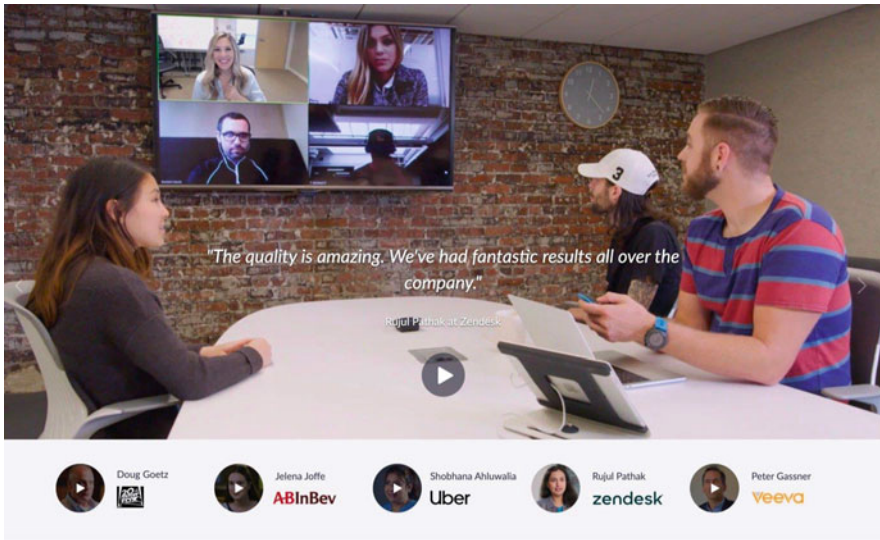 3
"The quality is amazing. We've had fantastic results all over the
company."
Rujul Pathak at Zendesk
Doug Goetz
Jelena Joffe
ABInBev
Shobhana Ahluwalia
Uber
Rujul Pathak
zendesk
Peter Gassner
Veeva